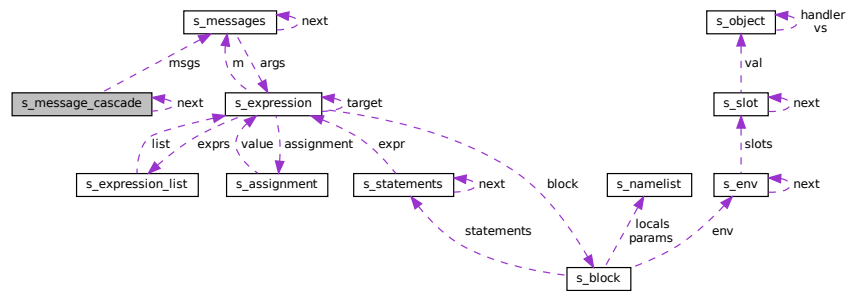 s_messages
next
s_object
handler
vs
msgs
m
args
val
s_message_cascade
next
s_expression
target
s_slot
next
list
exprs
value
assignment
expr
slots
s_expression_list
s_assignment
s_statements
next
block
s_namelist
s_env
next
statements
locals
params
env
s_block